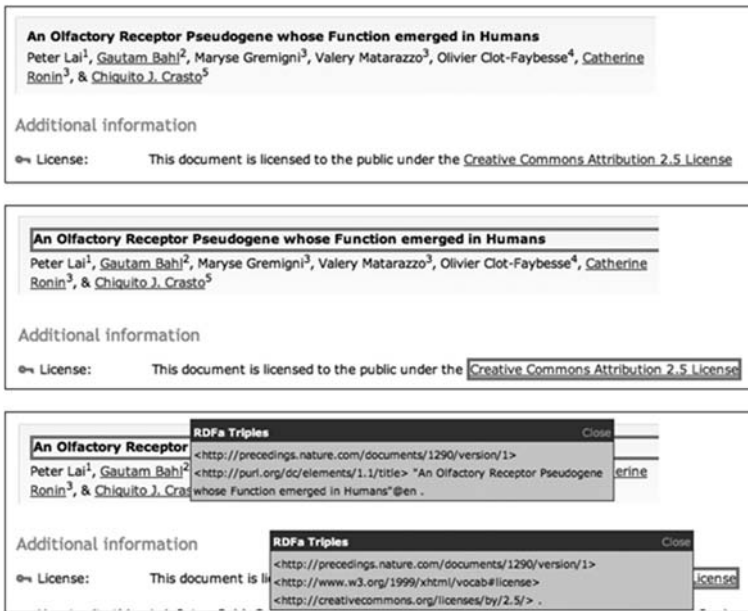 An Olfactory Receptor Pseudogene whose Function emerged in Humans
Peter Lai1, Gautam Bahl2, Maryse Gremigni3, Valery Matarazzo3, Olivier Clot-Faybesse4, Catherine
Ronin3, & Chiquito J. Crasto5
Additional information
License: This document is licensed to the public under the Creative Commons Attribution 2.5 License
An Olfactory Receptor Pseudogene whose Function emerged in Humans
Peter Lai1, Gautam Bahl2, Maryse Gremigni3, Valery Matarazzo3, Olivier Clot-Faybesse4, Catherine
Ronin3, & Chiquito J. Crasto5
Additional information
License: This document is licensed to the public under the Creative Commons Attribution 2.5 License
RDFa Triples Close
An Olfactory Receptor
<http://precedings.nature.com/documents/1290/version/1>
Peter Lai1, Gautam Bahl2 <http://purl.org/dc/elements/1.1/title> "An Olfactory Receptor Pseudogene erine
Ronin3, & Chiquito J. Cras whose Function emerged in Humans"@en .
Additional information
RDFa Triples Close
<http://precedings.nature.com/documents/1290/version/1>
License: This document is li <http://www.w3.org/1999/xhtml/vocab#license> icense
<http://creativecommons.org/licenses/by/2.5/> .